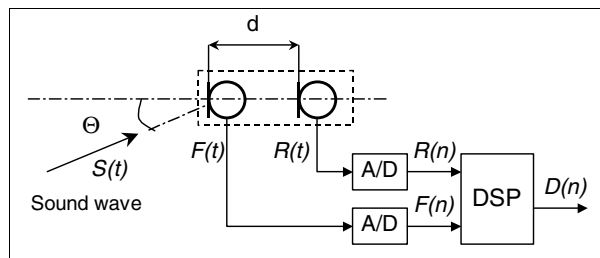 d
Θ
S(t)
Sound wave
F(t)
R(t)
A/D
R(n)
A/D
F(n)
DSP
D(n)